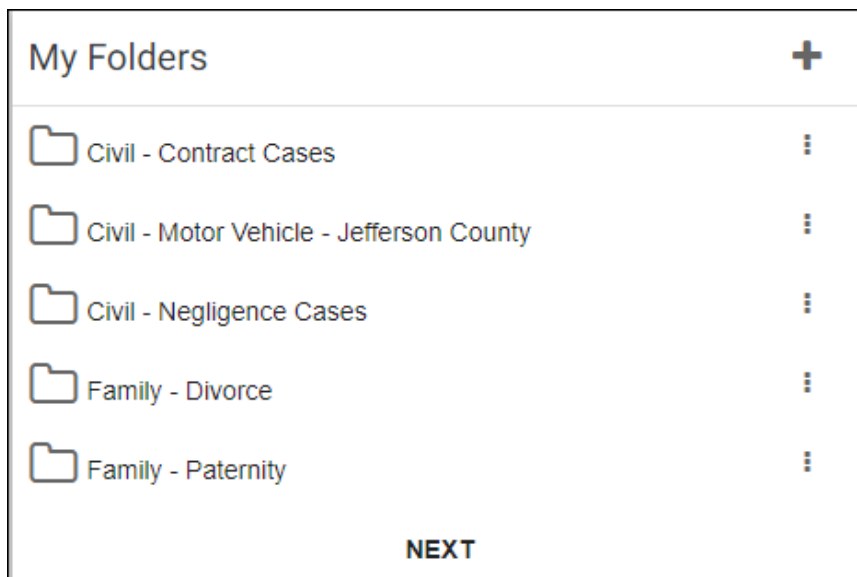 My Folders
Civil - Contract Cases
Civil - Motor Vehicle - Jefferson County
Civil - Negligence Cases
Family - Divorce
Family - Paternity
NEXT